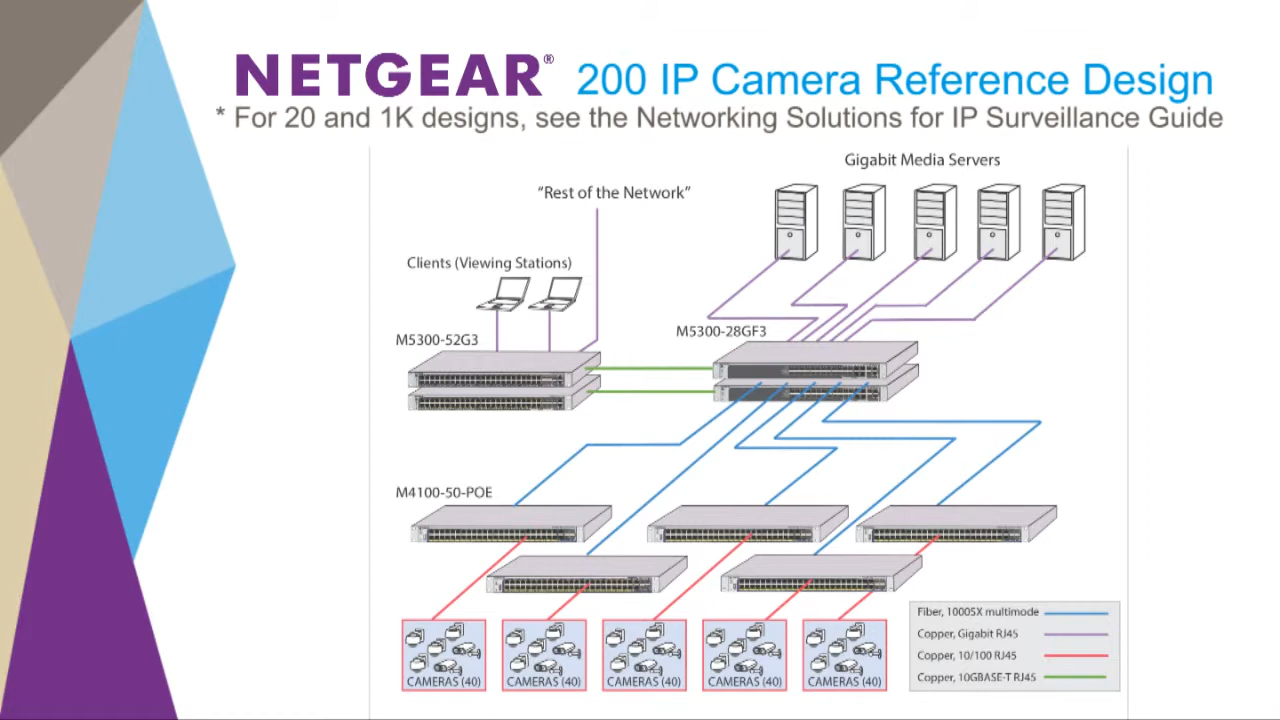 NETGEAR® 200 IP Camera Reference Design
* For 20 and 1K designs, see the Networking Solutions for IP Surveillance Guide
Gigabit Media Servers
“Rest of the Network”
Clients (Viewing Stations)
M5300-52G3
M5300-28GF3
M4100-50-POE
CAMERAS (40)
CAMERAS (40)
CAMERAS (40)
CAMERAS (40)
CAMERAS (40)
Fiber, 1000SX multimode
Copper, Gigabit RJ45
Copper, 10/100 RJ45
Copper, 10GBASE-T RJ45